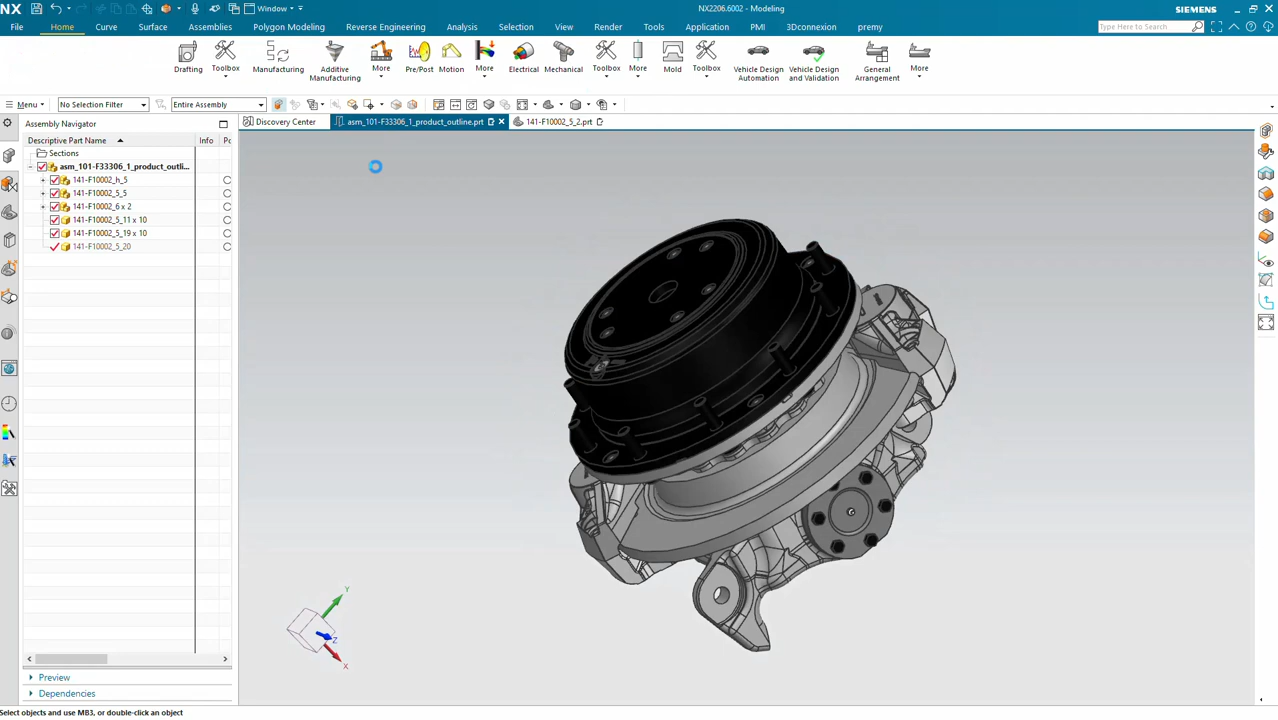 NX Window NX2206.6002 - Modeling SIEMENS
File Home Curve Surface Assemblies Polygon Modeling Reverse Engineering Analysis Selection View Render Tools Application PMI 3Dconnexion premy Type Here to Search
Drafting Toolbox Manufacturing Additive Manufacturing More Pre/Post Motion More Electrical Mechanical Toolbox More Mold Toolbox Vehicle Design Automation Vehicle Design and Validation General Arrangement More
Menu No Selection Filter Entire Assembly
Assembly Navigator Discovery Center asm_101-F33306_1_product_outline.prt 141-F10002_5_2.prt
Descriptive Part Name Info Pc
Sections
asm_101-F33306_1_product_outli...
141-F10002_h_5
141-F10002_5_5
141-F10002_6 x 2
141-F10002_5_11 x 10
141-F10002_5_19 x 10
141-F10002_5_20
Y
Z
X
Preview
Dependencies
Select objects and use MB3, or double-click an object